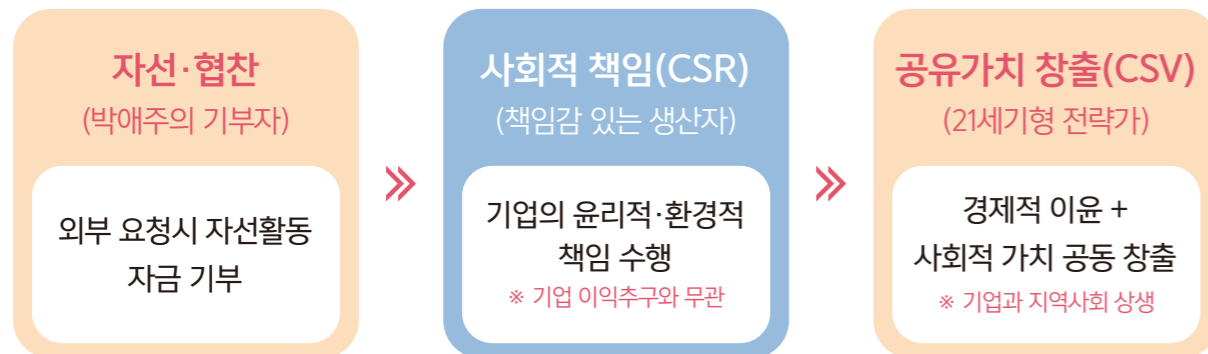 자선·협찬
(박애주의 기부자)
외부 요청시 자선활동
자금 기부
사회적 책임(CSR)
(책임감 있는 생산자)
기업의 윤리적·환경적
책임 수행
※ 기업 이익추구와 무관
공유가치 창출(CSV)
(21세기형 전략가)
경제적 이윤 +
사회적 가치 공동 창출
※ 기업과 지역사회 상생